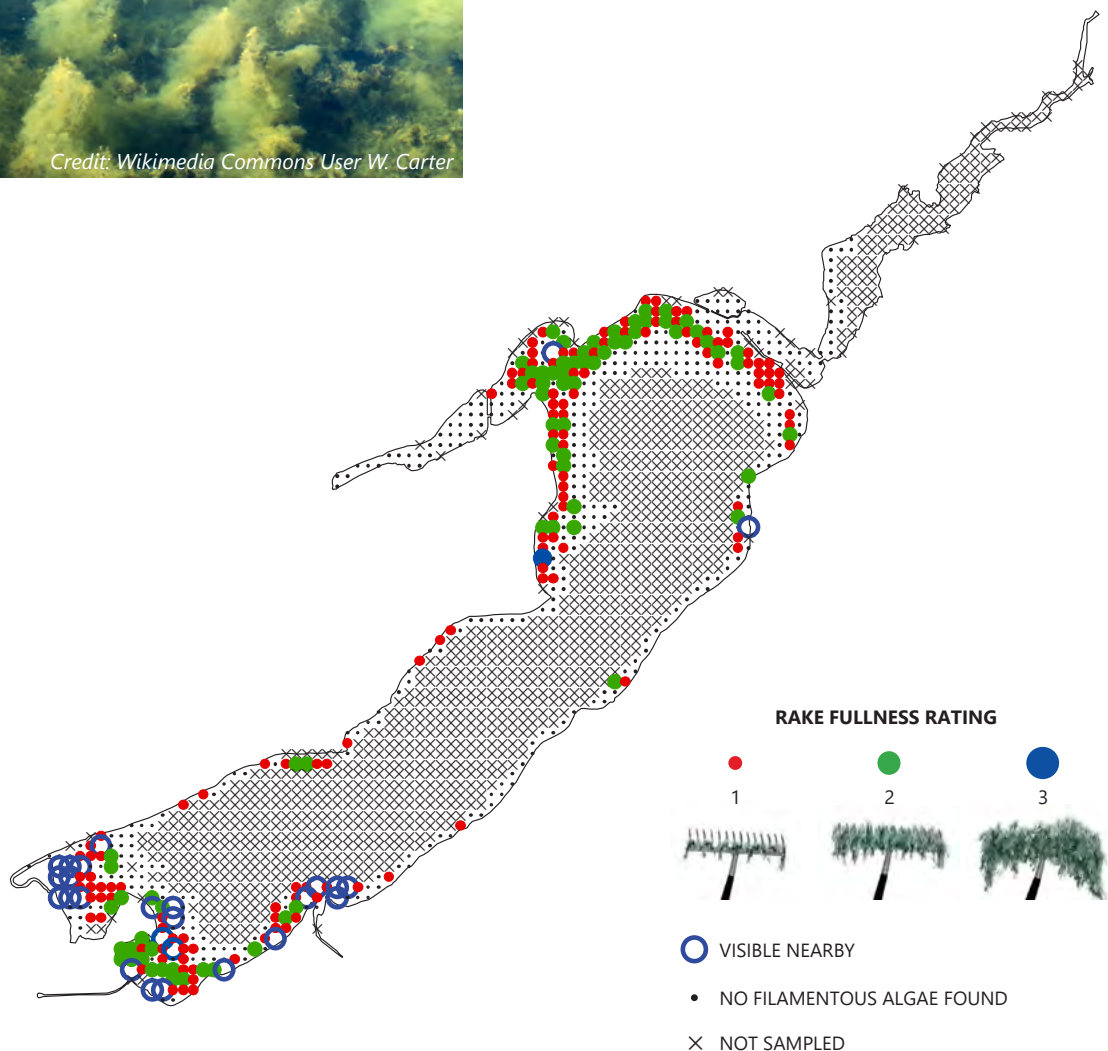 Credit: Wikimedia Commons User W. Carter
RAKE FULLNESS RATING
1 2 3
VISIBLE NEARBY
NO FILAMENTOUS ALGAE FOUND
NOT SAMPLED